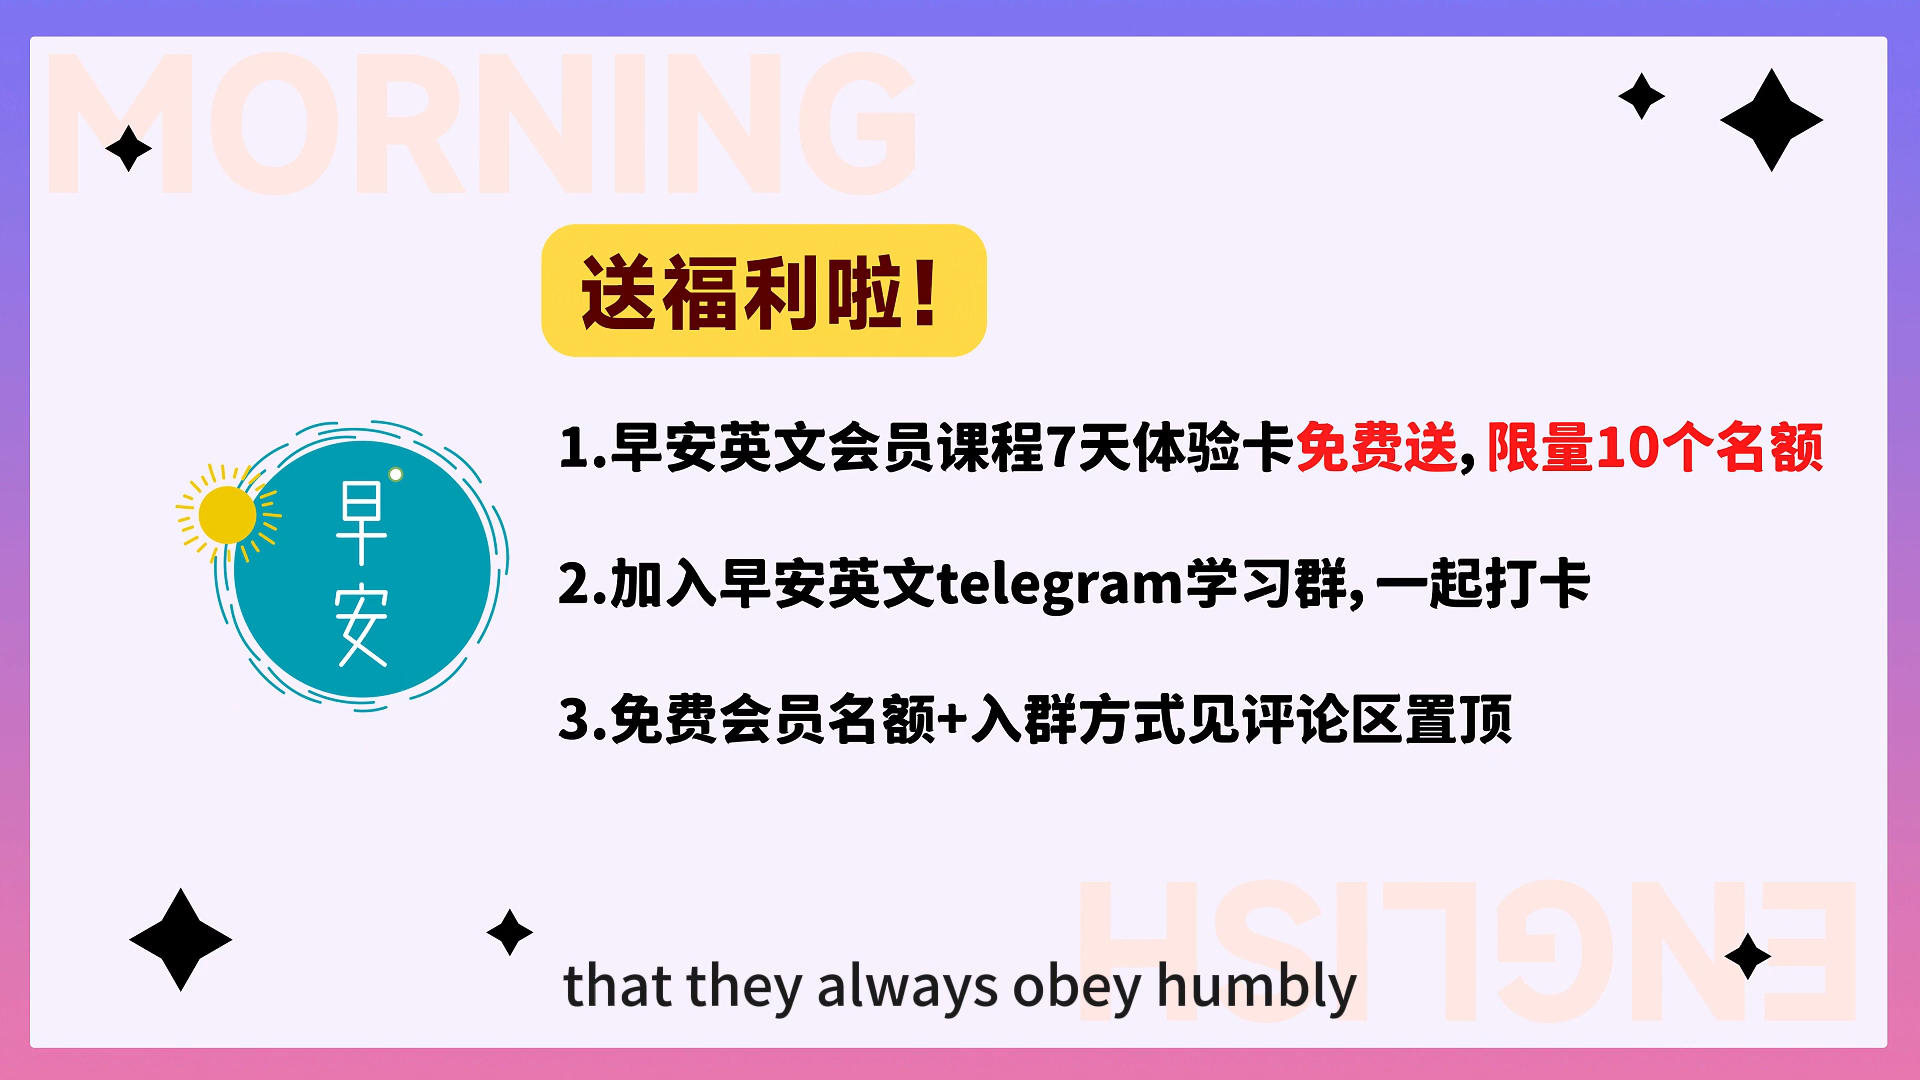 MORNING
送福利啦!
早安
1.早安英文会员课程7天体验卡免费送,限量10个名额
2.加入早安英文telegram学习群,一起打卡
3.免费会员名额+入群方式见评论区置顶
ENGLISH
that they always obey humbly